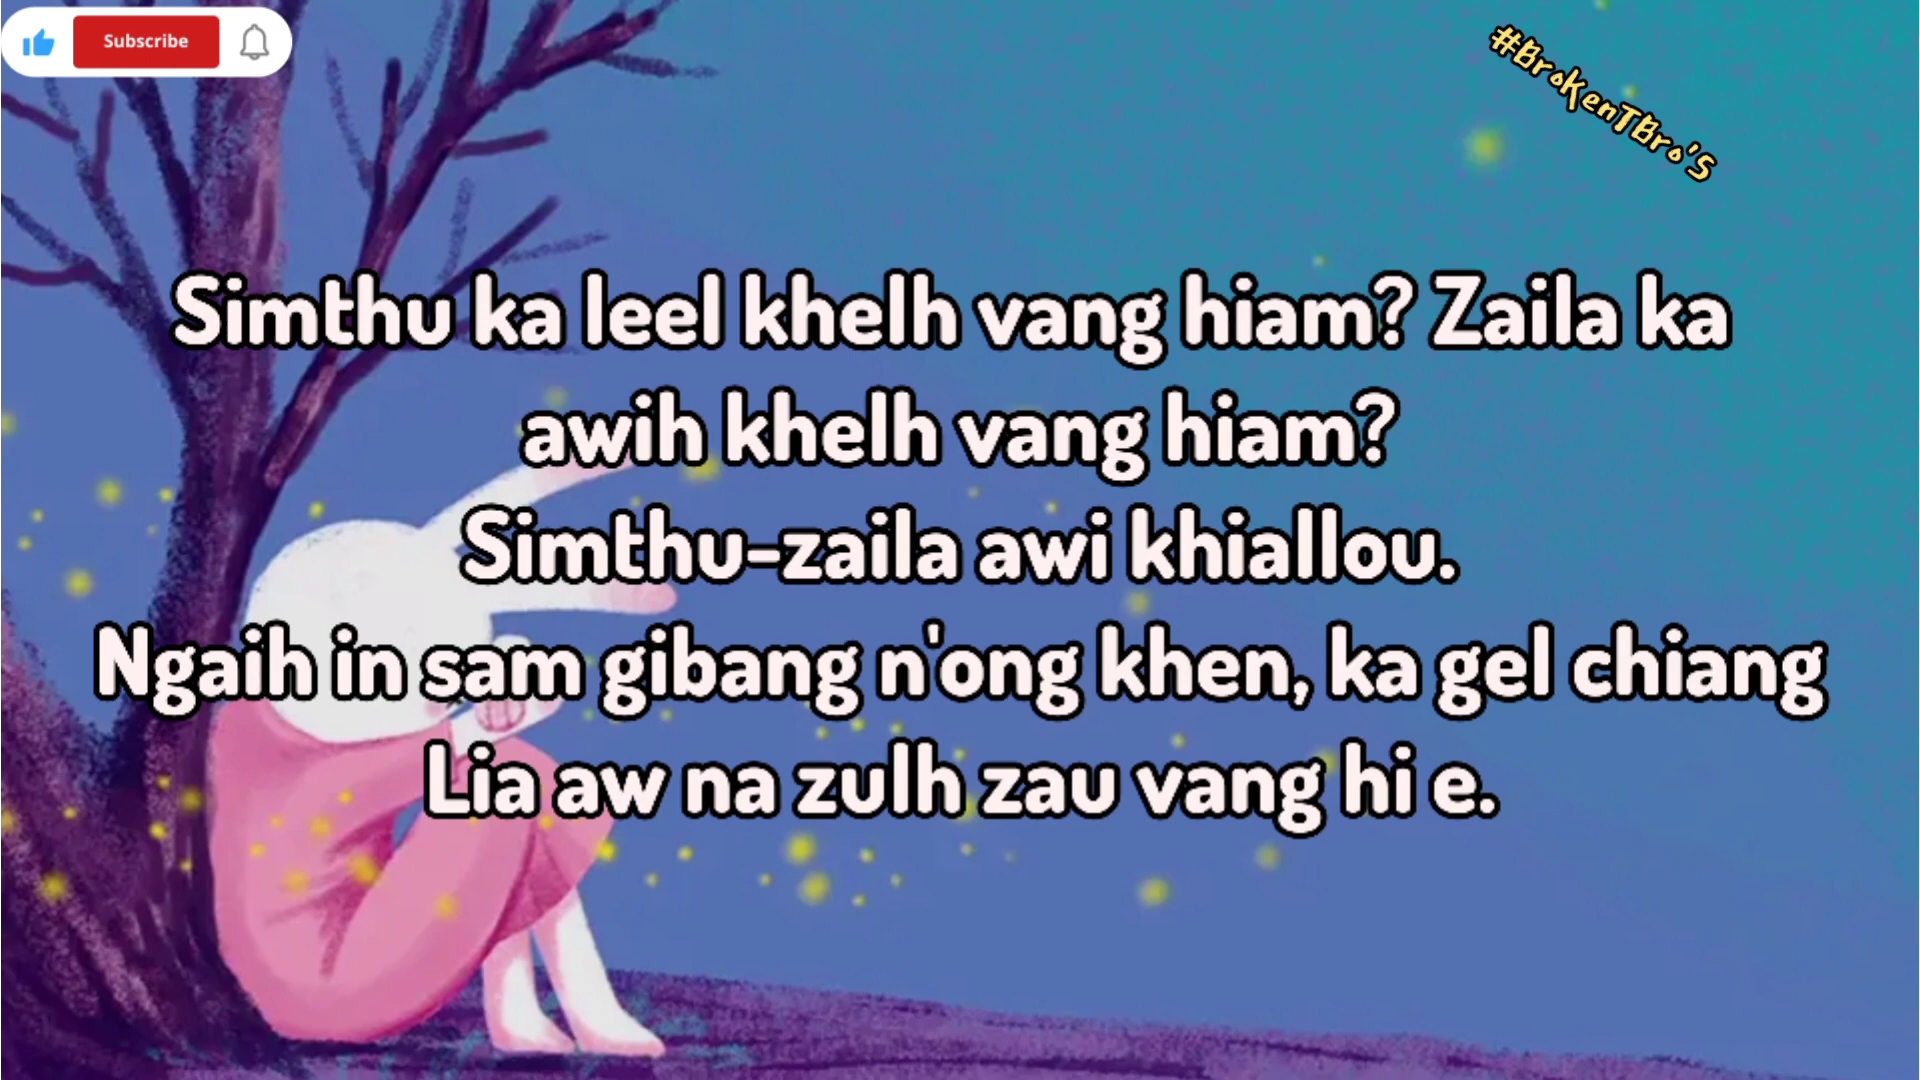 Subscribe
#BrokenTBro's
Simthu ka leel khelh vang hiam? Zaila ka
awih khelh vang hiam?
Simthu-zaila awi khiallou.
Ngaih in sam gibang n'ong khen, ka gel chiang
Lia aw na zulh zau vang hi e.